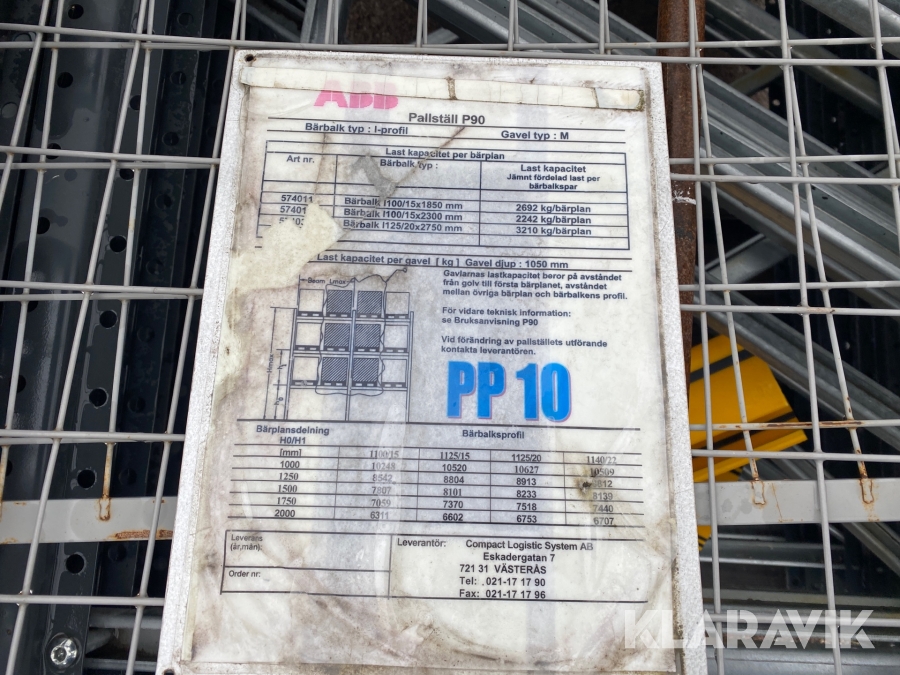 ABB
Pallställ P90
Bärbalk typ : I-profil Gavel typ : M
Last kapacitet per bärplan
Art nr. Bärbalk typ : Last kapacitet
Jämnt fördelad last per
bärbalkspar
574011 Bärbalk I100/15x1850 mm 2692 kg/bärplan
Bärbalk I100/15x2300 mm 2242 kg/bärplan
Bärbalk I125/20x2750 mm 3210 kg/bärplan
Last kapacitet per gavel [ kg ] Gavel djup : 1050 mm
Gavlarnas lastkapacitet beror på avståndet
från golv till första bärplanet, avståndet
mellan övriga bärplan och bärbalkens profil.
För vidare teknisk information:
se Bruksanvisning P90
Vid förändring av pallställets utförande
kontakta leverantören.
Beam Lmax
PP 10
Bärplansdelning Bärbalksprofil
H0/H1
[mm] 1100/15 1125/15 1125/20 1140/22
1000 10248 10520 10627 10509
1250 8542 8804 8913 8812
1500 7807 8101 8233 8139
1750 7059 7370 7518 7440
2000 6311 6602 6753 6707
Leverans
(år,mån):
Order nr:
Leverantör: Compact Logistic System AB
Eskadergatan 7
721 31 VÄSTERÅS
Tel: 021-17 17 90
Fax: 021-17 17 96
KLARAVIK